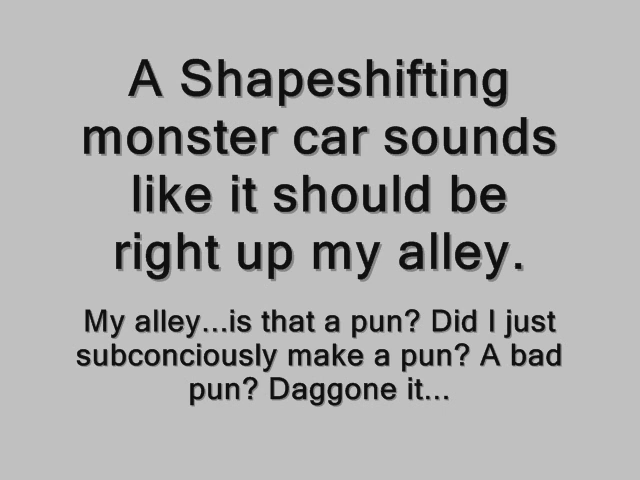 A Shapeshifting
monster car sounds
like it should be
right up my alley.
My alley...is that a pun? Did I just
subconciously make a pun? A bad
pun? Daggone it...